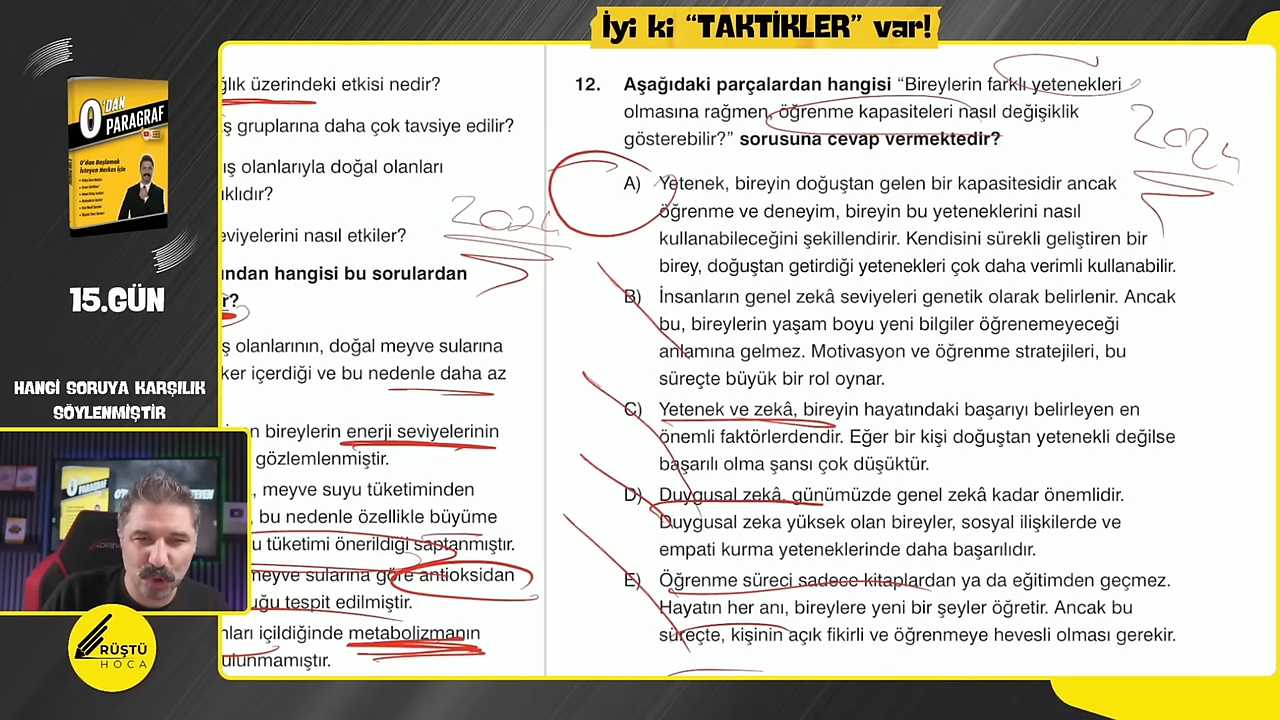 İyi ki “TAKTİKLER” var!
0'DAN
PARAGRAF
0'dan Başlamak
İsteyen Herkes İçin
15.GÜN
HANGİ SORUYA KARŞILIK
SÖYLENMİŞTİR
RÜŞTÜ
HOCA
ğlık üzerindeki etkisi nedir?
ş gruplarına daha çok tavsiye edilir?
ış olanlarıyla doğal olanları
ıklıdır?
eviyelerini nasıl etkiler?
2024
ından hangisi bu sorulardan
r?
ş olanlarının, doğal meyve sularına
ker içerdiği ve bu nedenle daha az
en bireylerin enerji seviyelerinin
gözlemlenmiştir.
, meyve suyu tüketiminden
, bu nedenle özellikle büyüme
u tüketimi önerildiği saptanmıştır.
meyve sularına göre antioksidan
uğu tespit edilmiştir.
nları içildiğinde metabolizmanın
ulunmamıştır.
12. Aşağıdaki parçalardan hangisi “Bireylerin farklı yetenekleri
olmasına rağmen, öğrenme kapasiteleri nasıl değişiklik
gösterebilir?” sorusuna cevap vermektedir?
2024
A) Yetenek, bireyin doğuştan gelen bir kapasitesidir ancak
öğrenme ve deneyim, bireyin bu yeteneklerini nasıl
kullanabileceğini şekillendirir. Kendisini sürekli geliştiren bir
birey, doğuştan getirdiği yetenekleri çok daha verimli kullanabilir.
B) İnsanların genel zekâ seviyeleri genetik olarak belirlenir. Ancak
bu, bireylerin yaşam boyu yeni bilgiler öğrenemeyeceği
anlamına gelmez. Motivasyon ve öğrenme stratejileri, bu
süreçte büyük bir rol oynar.
C) Yetenek ve zekâ, bireyin hayatındaki başarıyı belirleyen en
önemli faktörlerdendir. Eğer bir kişi doğuştan yetenekli değilse
başarılı olma şansı çok düşüktür.
D) Duygusal zekâ, günümüzde genel zekâ kadar önemlidir.
Duygusal zeka yüksek olan bireyler, sosyal ilişkilerde ve
empati kurma yeteneklerinde daha başarılıdır.
E) Öğrenme süreci sadece kitaplardan ya da eğitimden geçmez.
Hayatın her anı, bireylere yeni bir şeyler öğretir. Ancak bu
süreçte, kişinin açık fikirli ve öğrenmeye hevesli olması gerekir.